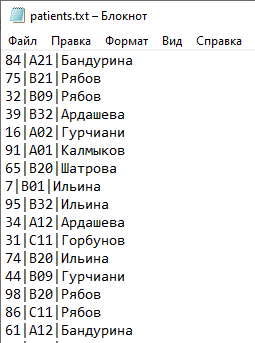 patients.txt – Блокнот
Файл Правка Формат Вид Справка
84|A21|Бандурина
75|B21|Рябов
32|B09|Рябов
39|B32|Ардашева
16|A02|Гурчиани
91|A01|Калмыков
65|B20|Шатрова
7|B01|Ильина
95|B32|Ильина
34|A12|Ардашева
31|C11|Горбунов
74|B20|Ильина
44|B09|Гурчиани
98|B20|Рябов
86|C11|Рябов
61|A12|Бандурина